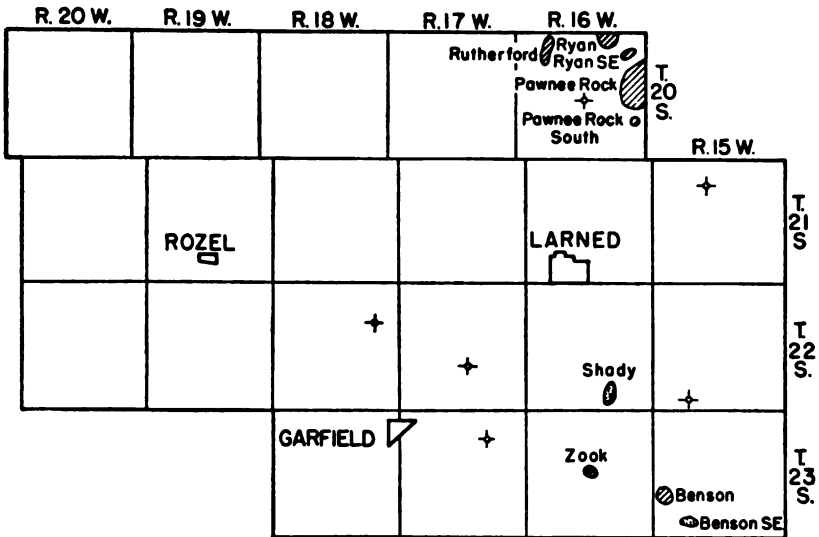 R. 20 W. R. 19 W. R. 18 W. R. 17 W. R. 16 W.
Rutherford Ryan
Ryan SE
Pawnee Rock
Pawnee Rock
South
T.
20
S.
R. 15 W.
T.
21
S
ROZEL
LARNED
T.
22
S.
Shady
GARFIELD
Zook
T.
23
S.
Benson
Benson SE